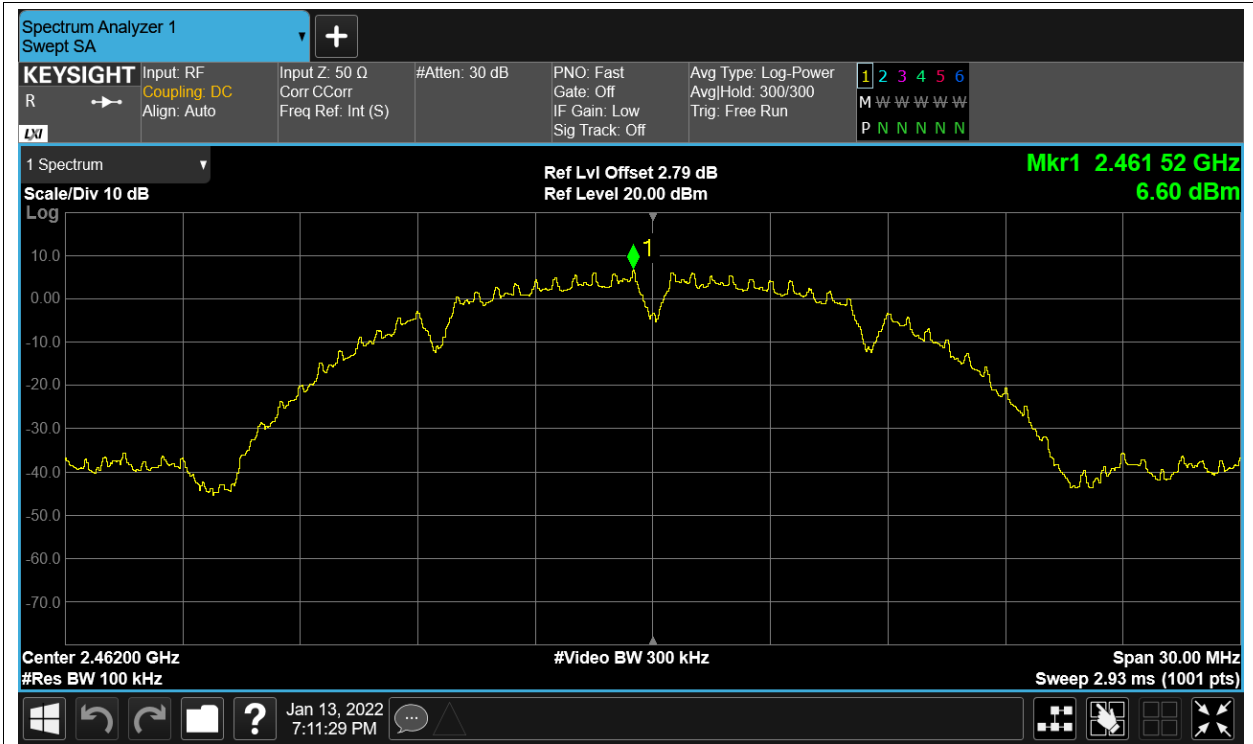 Spectrum Analyzer 1
Swept SA
KEYSIGHT
R
LXI
Input: RF
Coupling: DC
Align: Auto
Input Z: 50 Ω
Corr CCorr
Freq Ref: Int (S)
#Atten: 30 dB
PNO: Fast
Gate: Off
IF Gain: Low
Sig Track: Off
Avg Type: Log-Power
Avg|Hold: 300/300
Trig: Free Run
1 2 3 4 5 6
M W W W W W
P N N N N N
1 Spectrum
Scale/Div 10 dB
Ref Lvl Offset 2.79 dB
Ref Level 20.00 dBm
Mkr1 2.461 52 GHz
6.60 dBm
Log
1
10.0
0.00
-10.0
-20.0
-30.0
-40.0
-50.0
-60.0
-70.0
Center 2.46200 GHz
#Res BW 100 kHz
#Video BW 300 kHz
Span 30.00 MHz
Sweep 2.93 ms (1001 pts)
?
Jan 13, 2022
7:11:29 PM